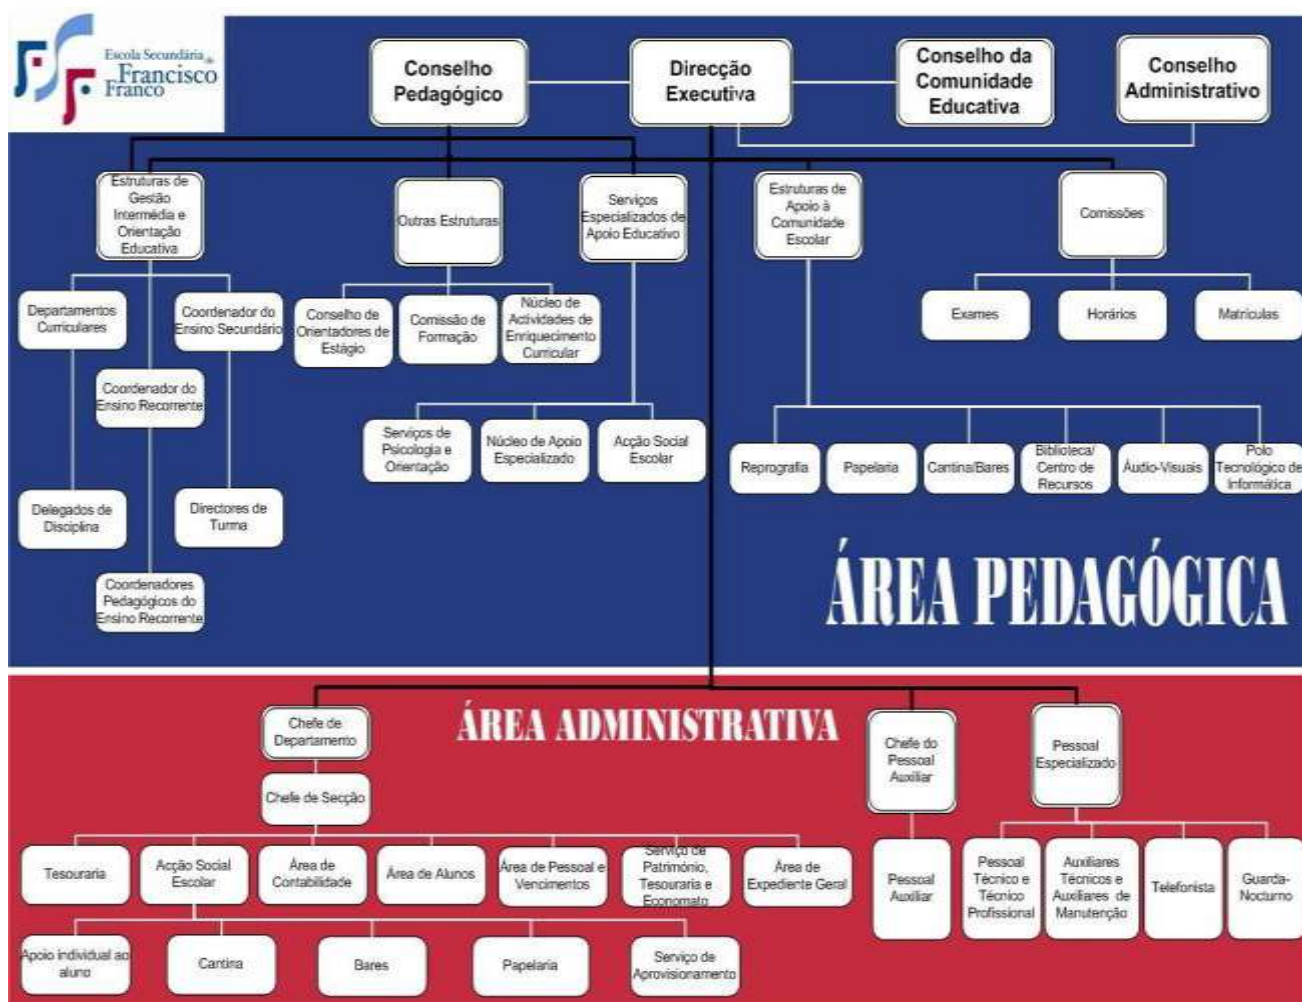 Escola Secundária de
Francisco
Franco
Conselho
Pedagógico
Direcção
Executiva
Conselho da
Comunidade
Educativa
Conselho
Administrativo
Estruturas de
Gestão
Intermédia e
Orientação
Educativa
Outras Estruturas
Serviços
Especializados de
Apoio Educativo
Estruturas de
Apoio à
Comunidade
Escolar
Comissões
Departamentos
Curriculares
Coordenador do
Ensino Secundário
Conselho de
Orientadores de
Estágio
Comissão de
Formação
Núcleo de
Actividades de
Enriquecimento
Curricular
Exames
Horários
Matrículas
Coordenador do
Ensino Recorrente
Serviços de
Psicologia e
Orientação
Núcleo de Apoio
Especializado
Acção Social
Escolar
Reprografia
Papelaria
Cantina/Bares
Biblioteca/
Centro de
Recursos
Áudio-Visuais
Polo
Tecnológico de
Informática
Delegados de
Disciplina
Directores de
Turma
Coordenadores
Pedagógicos do
Ensino Recorrente
ÁREA PEDAGÓGICA
ÁREA ADMINISTRATIVA
Chefe de
Departamento
Chefe do
Pessoal
Auxiliar
Pessoal
Especializado
Chefe de Secção
Tesouraria
Acção Social
Escolar
Área de
Contabilidade
Área de Alunos
Área de Pessoal e
Vencimentos
Serviço de
Património,
Tesouraria e
Economato
Área de
Expediente Geral
Pessoal
Auxiliar
Pessoal
Técnico e
Técnico
Profissional
Auxiliares
Técnicos e
Auxiliares de
Manutenção
Telefonista
Guarda-
Nocturno
Apoio individual ao
aluno
Cantina
Bares
Papelaria
Serviço de
Aprovisionamento